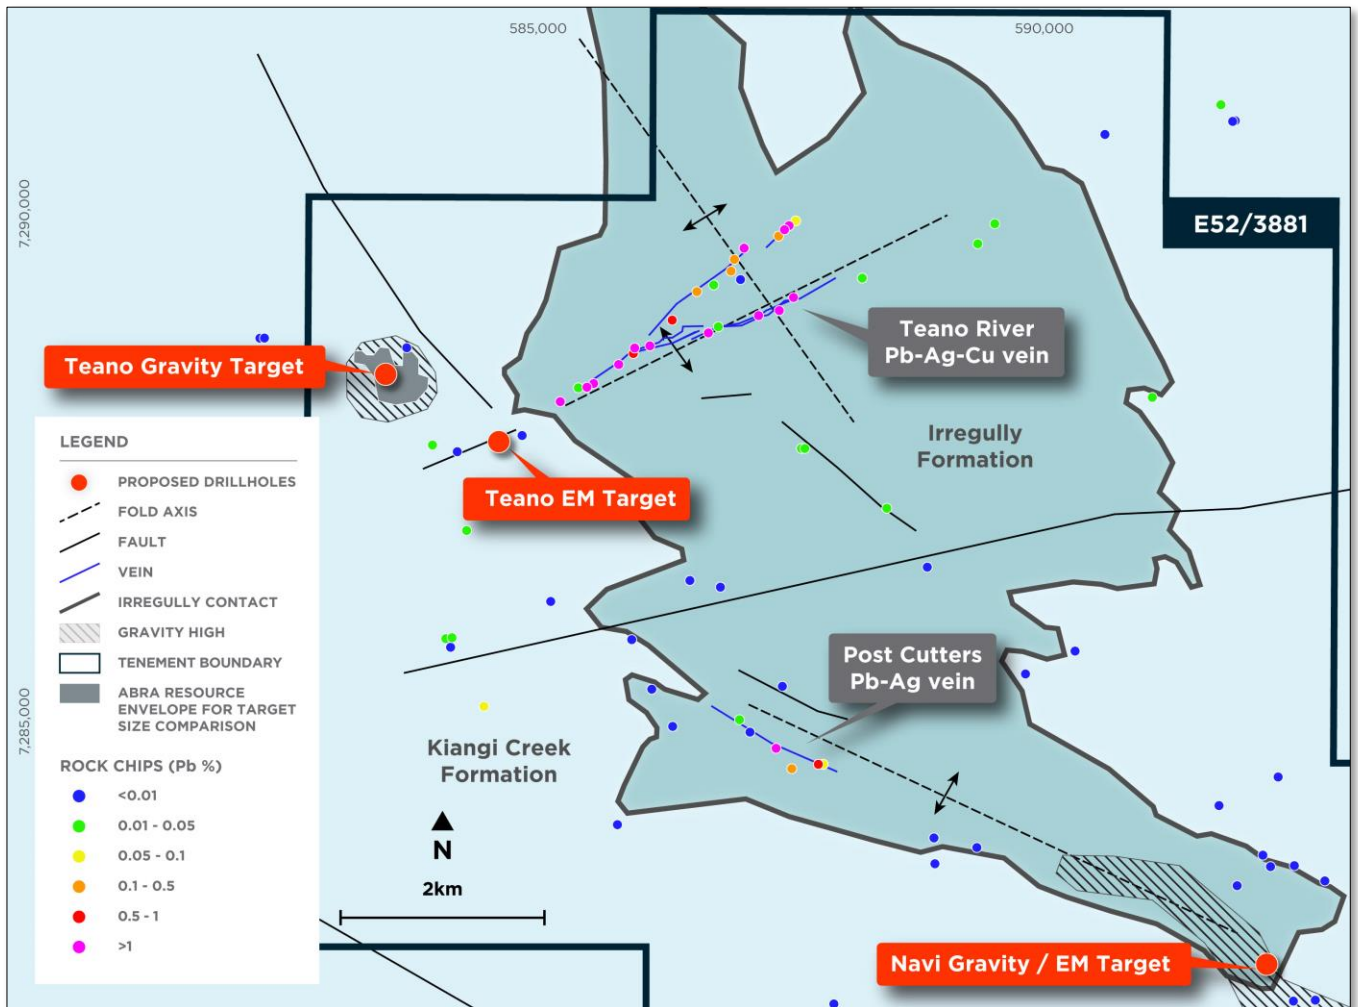 585,000
590,000
7,290,000
E52/3881
Teano River
Pb-Ag-Cu vein
Teano Gravity Target
Irregully
Formation
Teano EM Target
LEGEND
PROPOSED DRILLHOLES
FOLD AXIS
FAULT
VEIN
IRREGULLY CONTACT
GRAVITY HIGH
TENEMENT BOUNDARY
ABRA RESOURCE
ENVELOPE FOR TARGET
SIZE COMPARISON
ROCK CHIPS (Pb %)
<0.01
0.01 - 0.05
0.05 - 0.1
0.1 - 0.5
0.5 - 1
>1
7,285,000
Post Cutters
Pb-Ag vein
Kiangi Creek
Formation
N
2km
Navi Gravity / EM Target